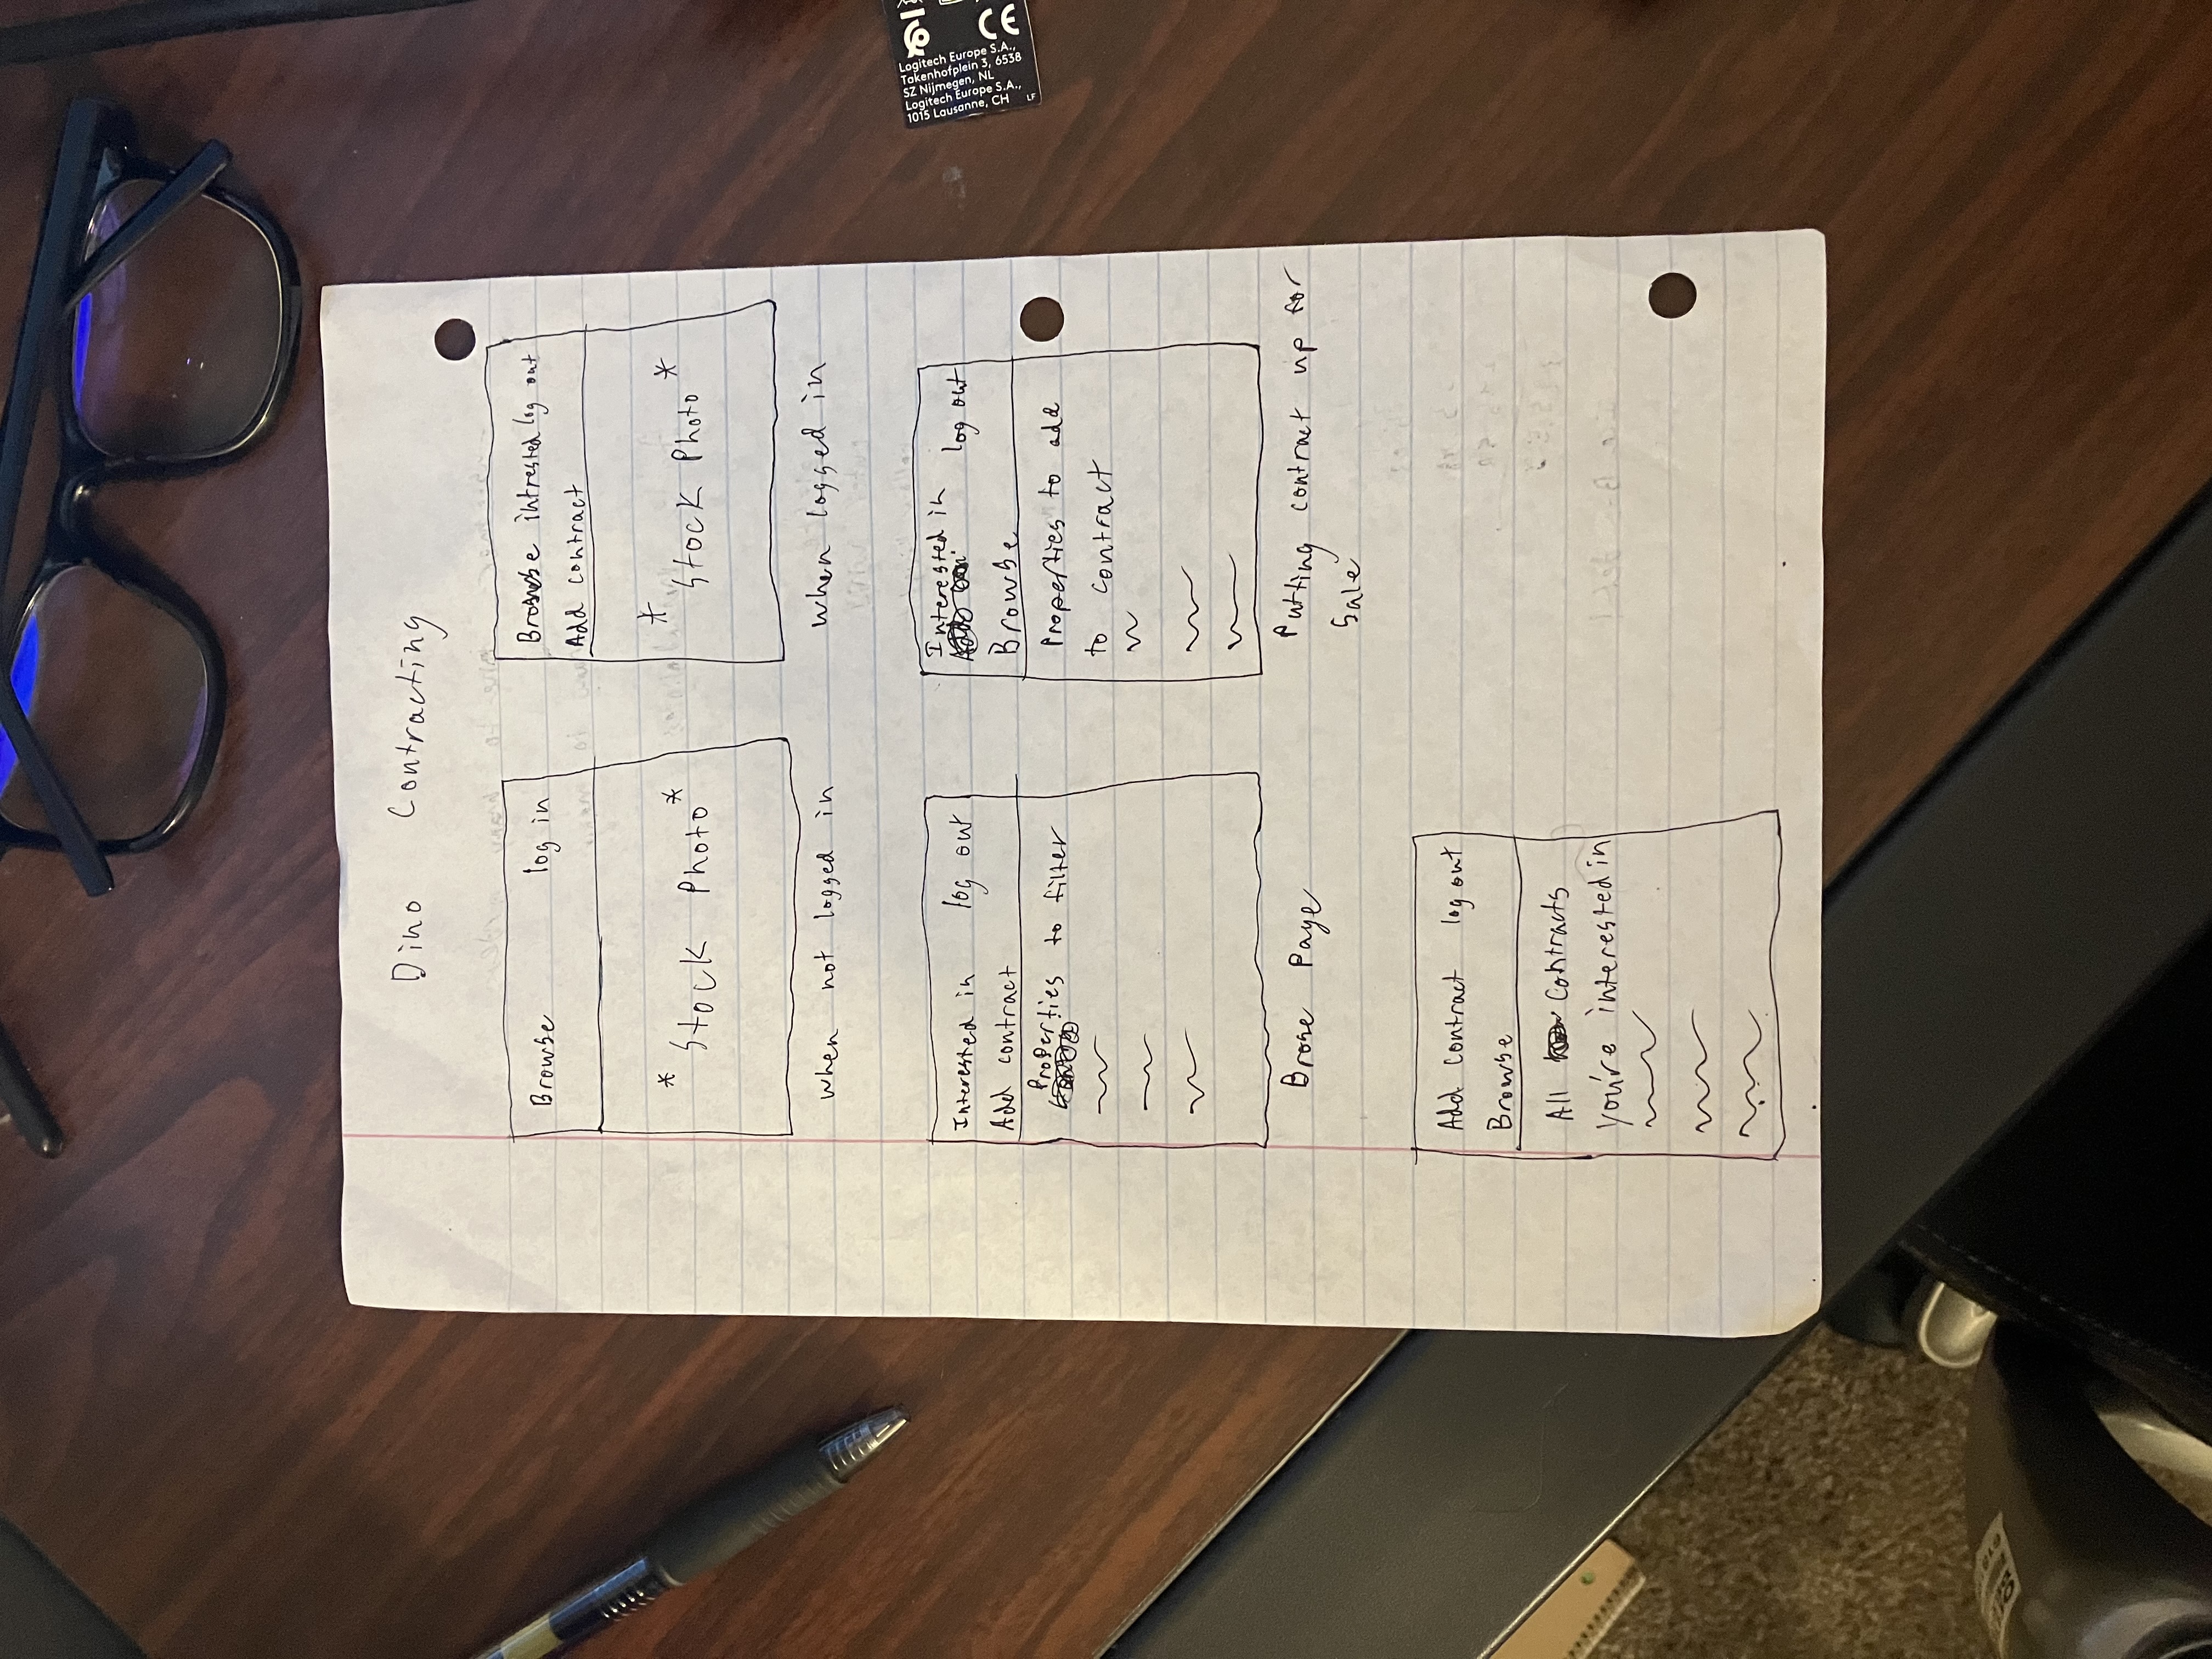 Dino Contracting
Browse log in
* Stock Photo *
when not logged in
Browse intrested log out
Add contract
* Stock Photo *
when logged in
Interested in log out
Add contract
Properties to filter
Brose Page
Interested in
log out
Browse
Properties to add
to contract
Putting contract up for
Sale
Add contract log out
Browse
All Contracts
you're interested in
Logitech Europe S.A.,
Takenhofplein 3, 6538
SZ Nijmegen, NL
Logitech Europe S.A.,
1015 Lausanne, CH
LF
CE